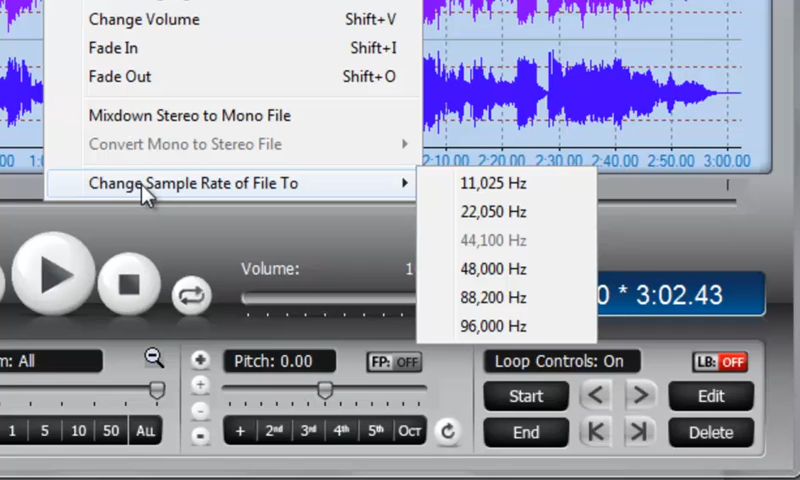 Change Volume Shift+V
Fade In Shift+I
Fade Out Shift+O
Mixdown Stereo to Mono File
Convert Mono to Stereo File
Change Sample Rate of File To
2:10.00 2:20.00 2:30.00 2:40.00 2:50.00 3:00.00
11,025 Hz
22,050 Hz
44,100 Hz
48,000 Hz
88,200 Hz
96,000 Hz
Volume:
0 * 3:02.43
m: All
Pitch: 0.00
FP: OFF
Loop Controls: On
LB: OFF
1 5 10 50 ALL
+ 2nd 3rd 4th 5th Oct
Start < > Edit
End Delete